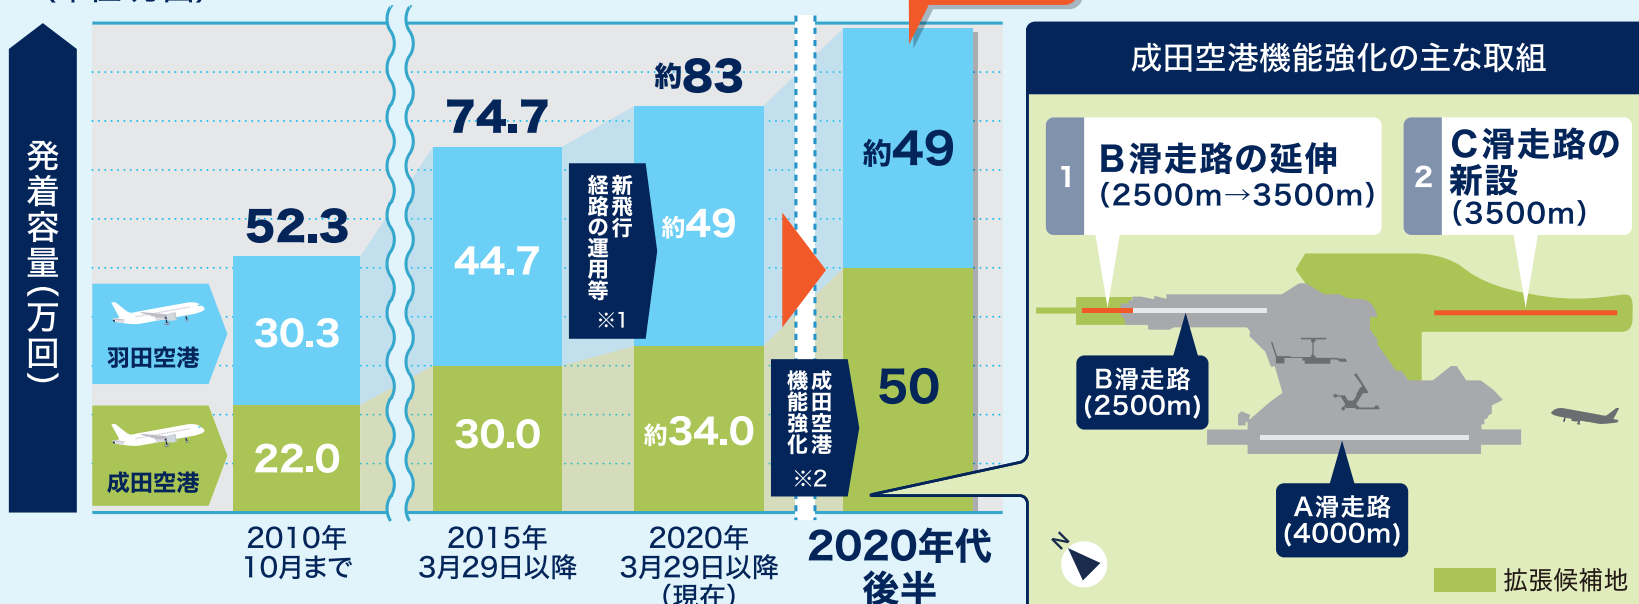 発着容量(万回)
羽田空港
成田空港
52.3
30.3
22.0
2010年
10月まで
74.7
44.7
30.0
2015年
3月29日以降
新飛行
経路の運用等
※1
約83
約49
約34.0
2020年
3月29日以降
(現在)
成田空港
機能強化
※2
約49
50
2020年代
後半
成田空港機能強化の主な取組
1
B滑走路の延伸
(2500m→3500m)
2
C滑走路の
新設
(3500m)
B滑走路
(2500m)
A滑走路
(4000m)
N
拡張候補地